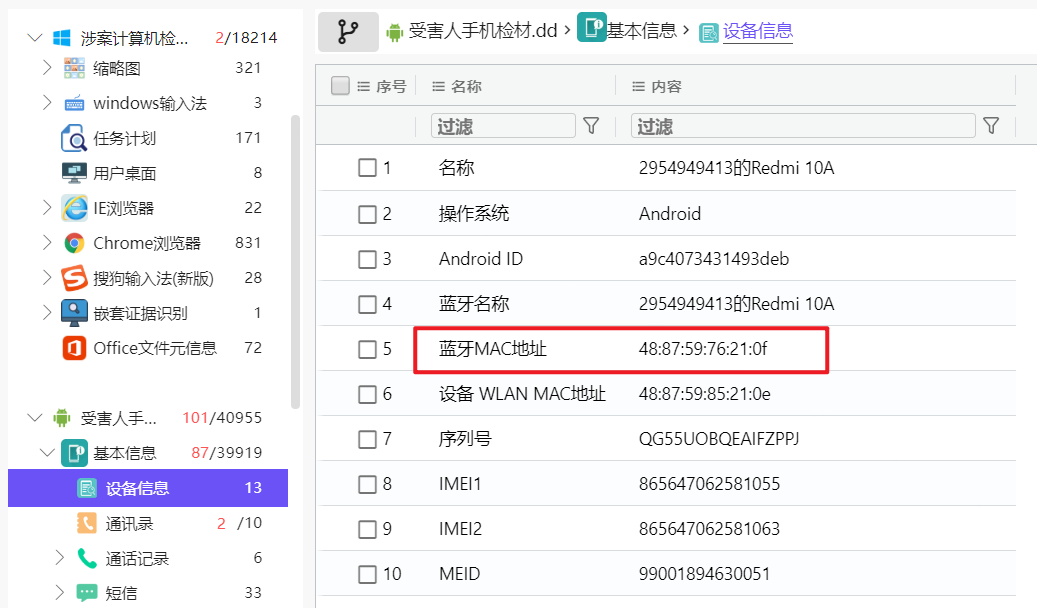 涉案计算机检... 2/18214
缩略图 321
windows输入法 3
任务计划 171
用户桌面 8
IE浏览器 22
Chrome浏览器 831
搜狗输入法(新版) 28
嵌套证据识别 1
Office文件元信息 72
受害人手... 101/40955
基本信息 87/39919
设备信息 13
通讯录 2 /10
通话记录 6
短信 33
受害人手机检材.dd › 基本信息 › 设备信息
序号 名称 内容
过滤 过滤
1 名称 2954949413的Redmi 10A
2 操作系统 Android
3 Android ID a9c4073431493deb
4 蓝牙名称 2954949413的Redmi 10A
5 蓝牙MAC地址 48:87:59:76:21:0f
6 设备 WLAN MAC地址 48:87:59:85:21:0e
7 序列号 QG55UOBQEAIFZPPJ
8 IMEI1 865647062581055
9 IMEI2 865647062581063
10 MEID 99001894630051